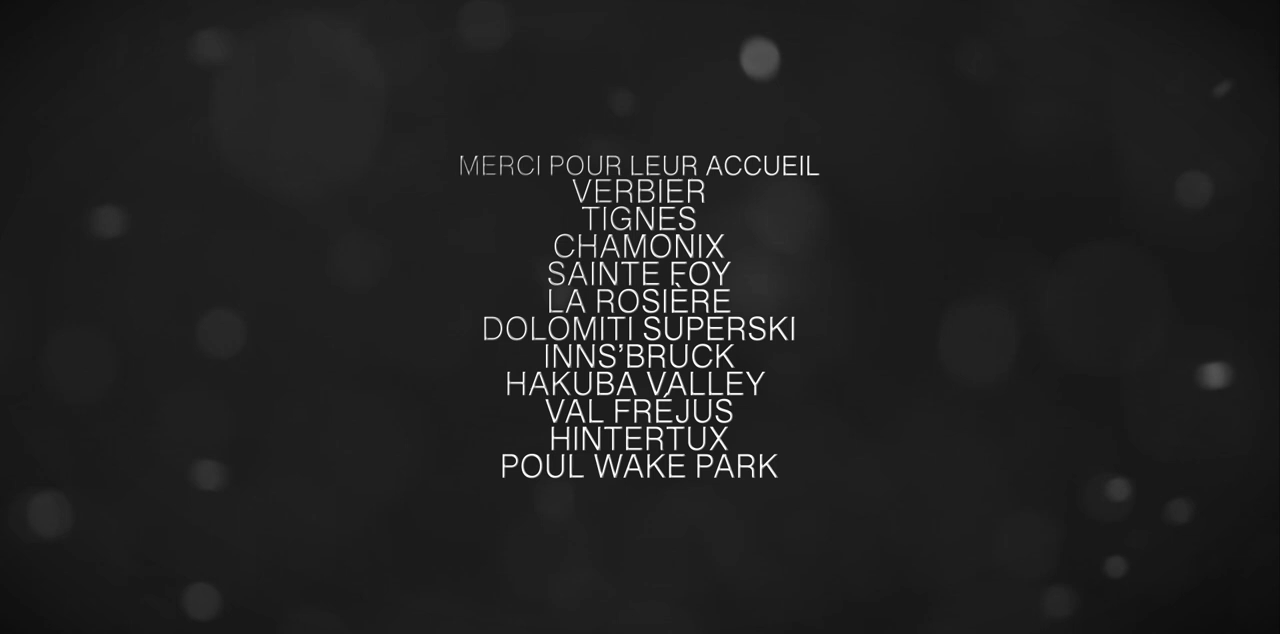 MERCI POUR LEUR ACCUEIL
VERBIER
TIGNES
CHAMONIX
SAINTE FOY
LA ROSIÈRE
DOLOMITI SUPERSKI
INNS’BRUCK
HAKUBA VALLEY
VAL FRÉJUS
HINTERTUX
POUL WAKE PARK